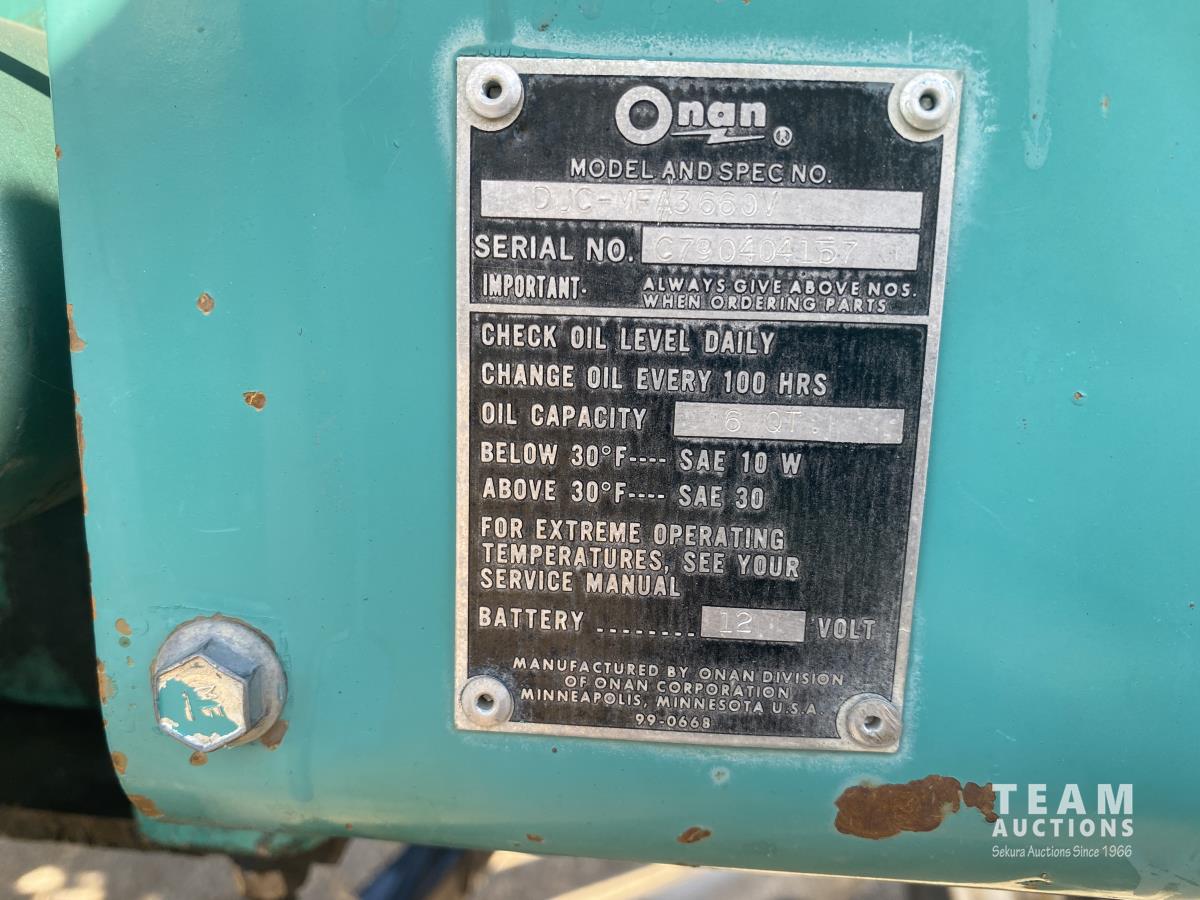 Onan ®
MODEL AND SPEC NO.
DJC-MFA3660V
SERIAL NO. C790404157
IMPORTANT- ALWAYS GIVE ABOVE NOS.
WHEN ORDERING PARTS
CHECK OIL LEVEL DAILY
CHANGE OIL EVERY 100 HRS
OIL CAPACITY 6 QT.
BELOW 30°F---- SAE 10 W
ABOVE 30°F---- SAE 30
FOR EXTREME OPERATING
TEMPERATURES, SEE YOUR
SERVICE MANUAL
BATTERY ........ 12 VOLT
MANUFACTURED BY ONAN DIVISION
OF ONAN CORPORATION
MINNEAPOLIS, MINNESOTA U.S.A.
99-0668
TEAM
AUCTIONS
Sekura Auctions Since 1966